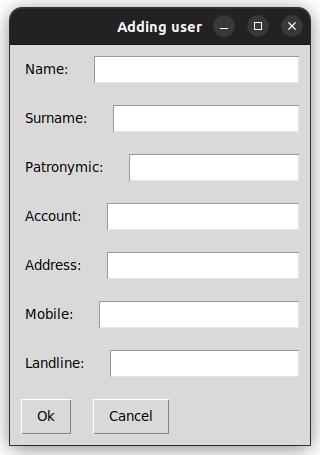 Adding user
Name:
Surname:
Patronymic:
Account:
Address:
Mobile:
Landline:
Ok Cancel